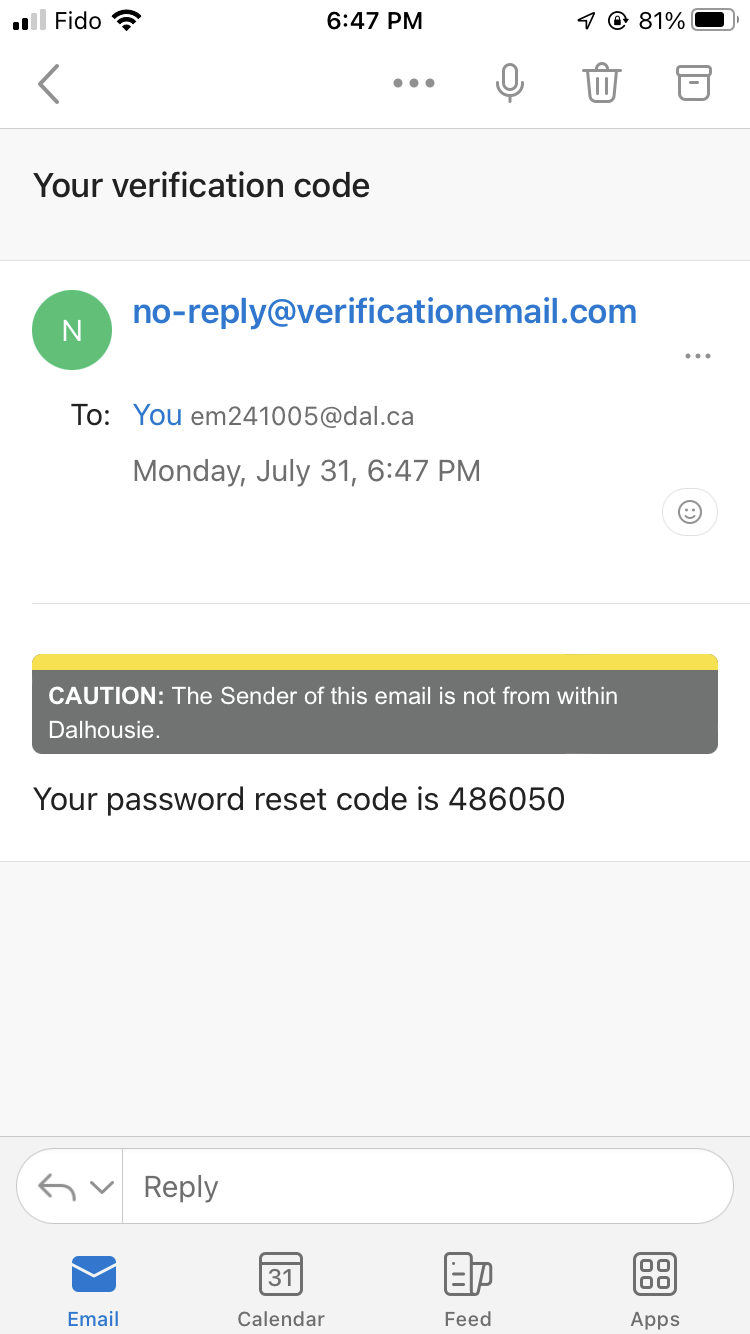 Fido 6:47 PM 81%
Your verification code
N no-reply@verificationemail.com
To: You em241005@dal.ca
Monday, July 31, 6:47 PM
CAUTION: The Sender of this email is not from within
Dalhousie.
Your password reset code is 486050
Reply
31
Email Calendar Feed Apps